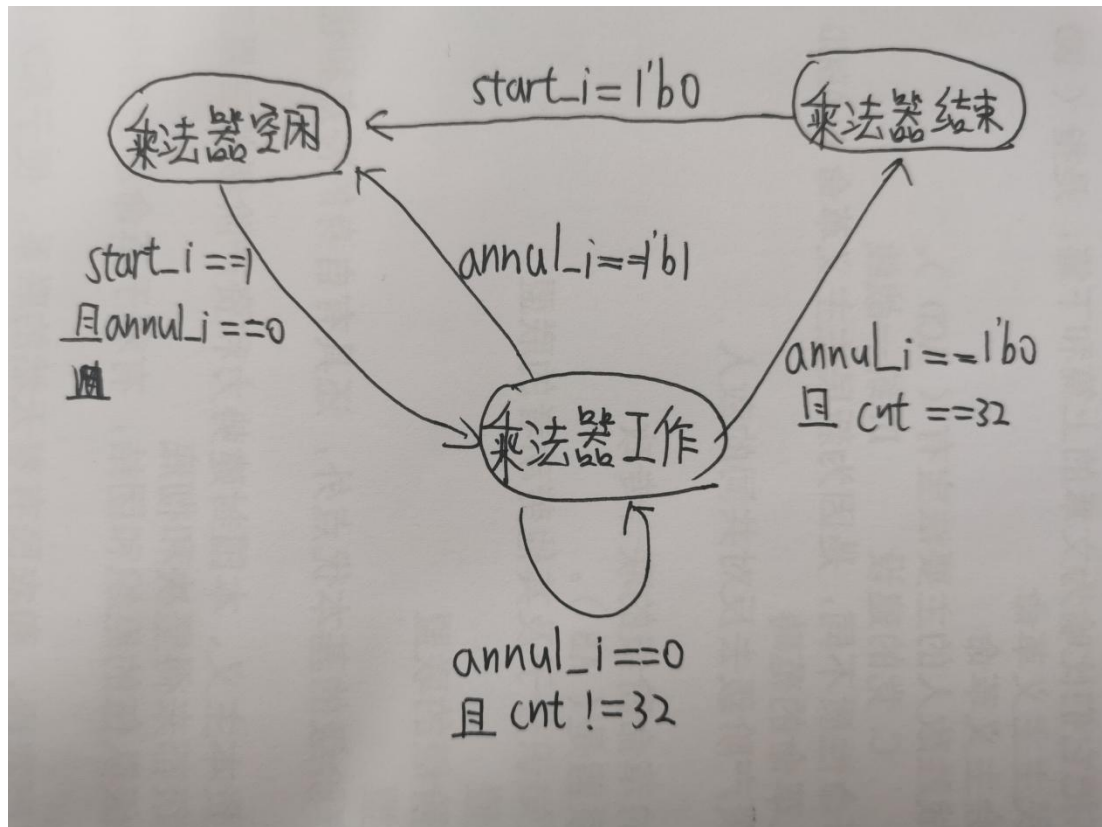 start_i = 1'b0
乘法器空闲
乘法器结束
start_i ==1
且annul_i ==0
annul_i==1'b1
annul_i ==1'b0
且 cnt ==32
乘法器工作
annul_i==0
且 cnt !=32